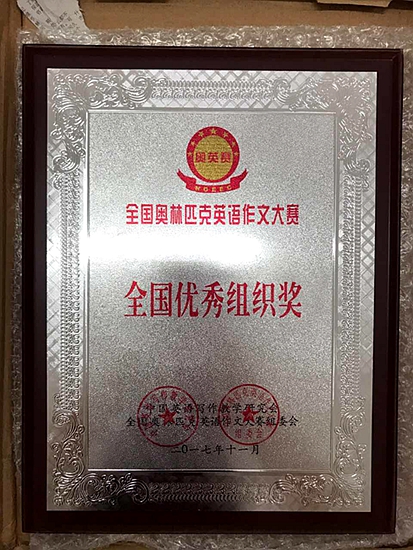 奥英赛
全国奥林匹克英语作文大赛
全国优秀组织奖
中国英语写作教学研究会
全国奥林匹克英语作文大赛组委会
二〇一七年十一月